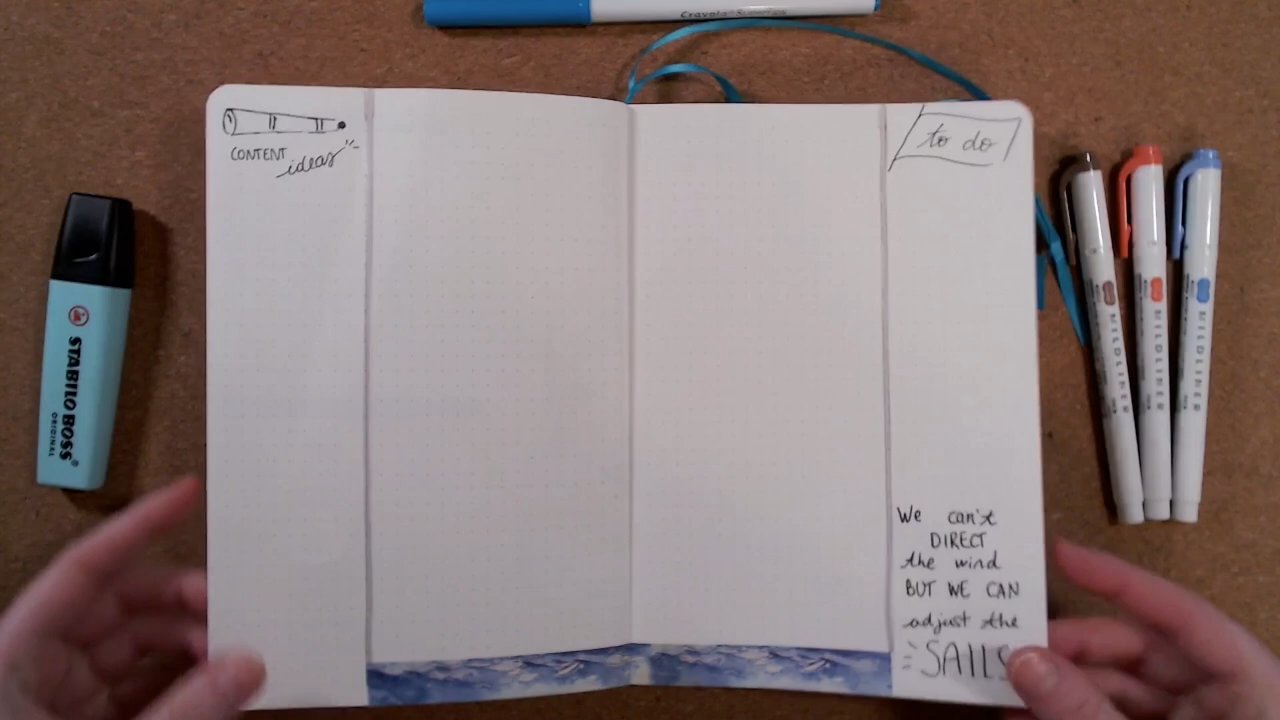 Crayola SuperTips
CONTENT
ideas
to do
We can't
DIRECT
the wind
BUT WE CAN
adjust the
SAILS
STABILO BOSS
ORIGINAL
MILDLINER
MILDLINER
MILDLINER